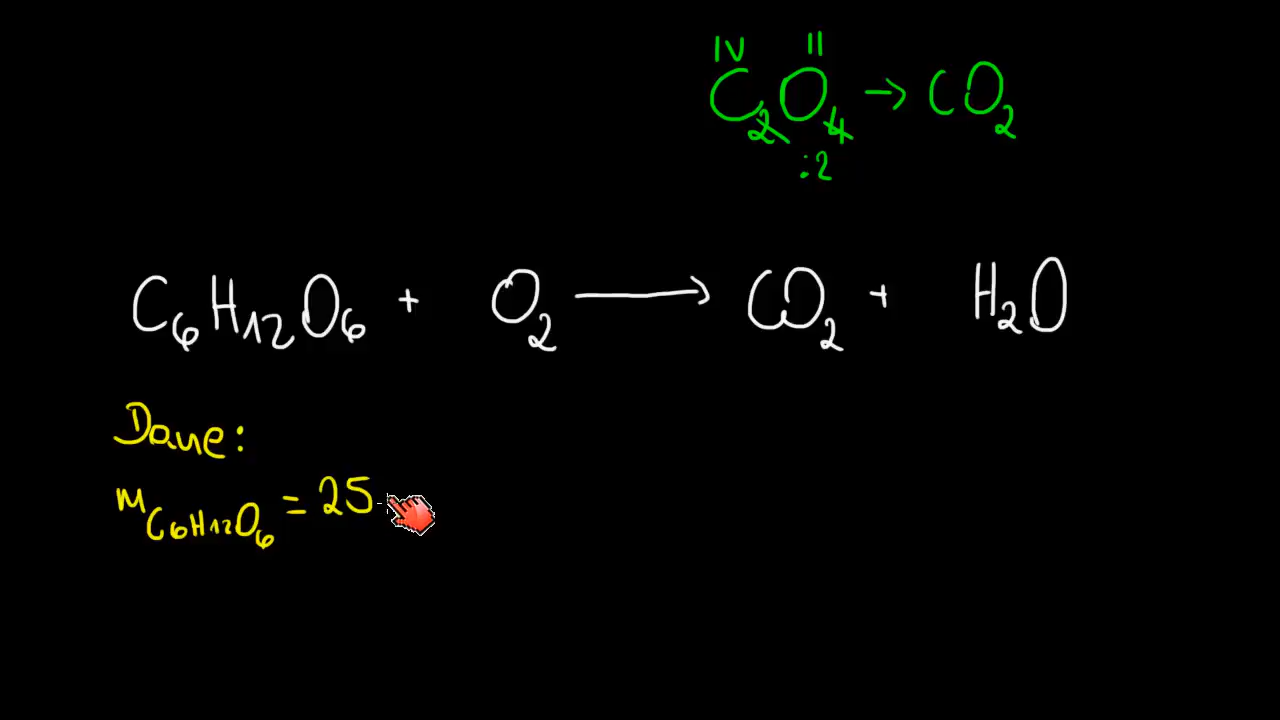 IV II
C₂O₄ → CO₂
:2
C₆H₁₂O₆ + O₂ → CO₂ + H₂O
Dane:
mC₆H₁₂O₆ = 25